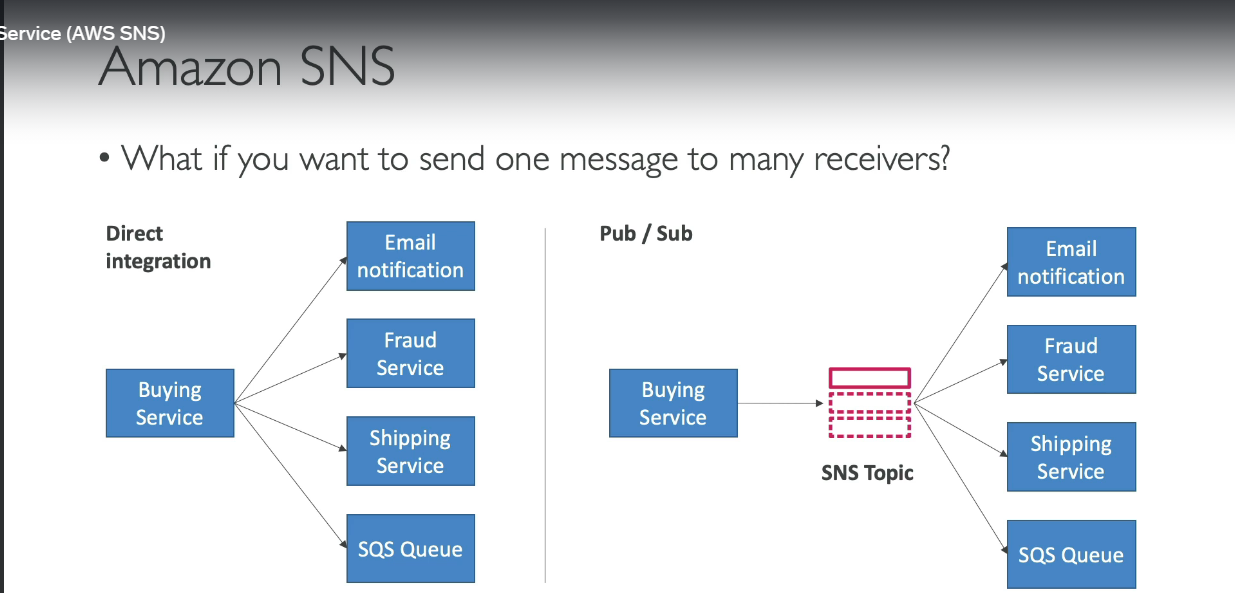 Service (AWS SNS)
Amazon SNS
• What if you want to send one message to many receivers?
Direct
integration
Email
notification
Fraud
Service
Buying
Service
Shipping
Service
SQS Queue
Pub / Sub
Email
notification
Fraud
Service
Buying
Service
SNS Topic
Shipping
Service
SQS Queue